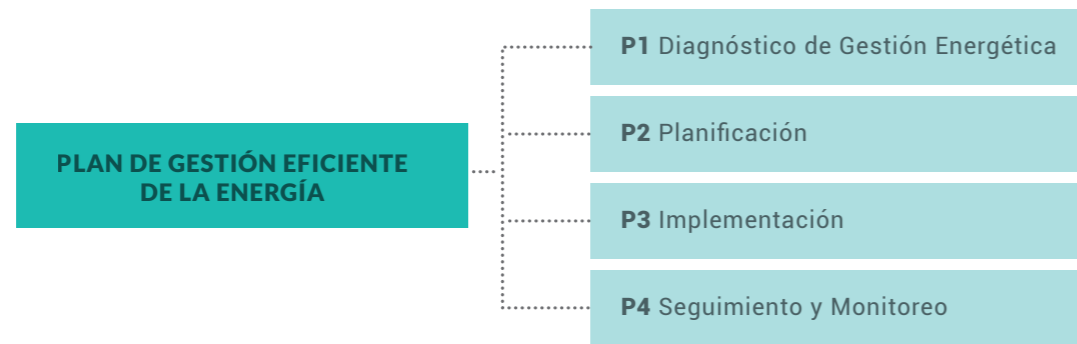 PLAN DE GESTIÓN EFICIENTE
DE LA ENERGÍA
P1 Diagnóstico de Gestión Energética
P2 Planificación
P3 Implementación
P4 Seguimiento y Monitoreo